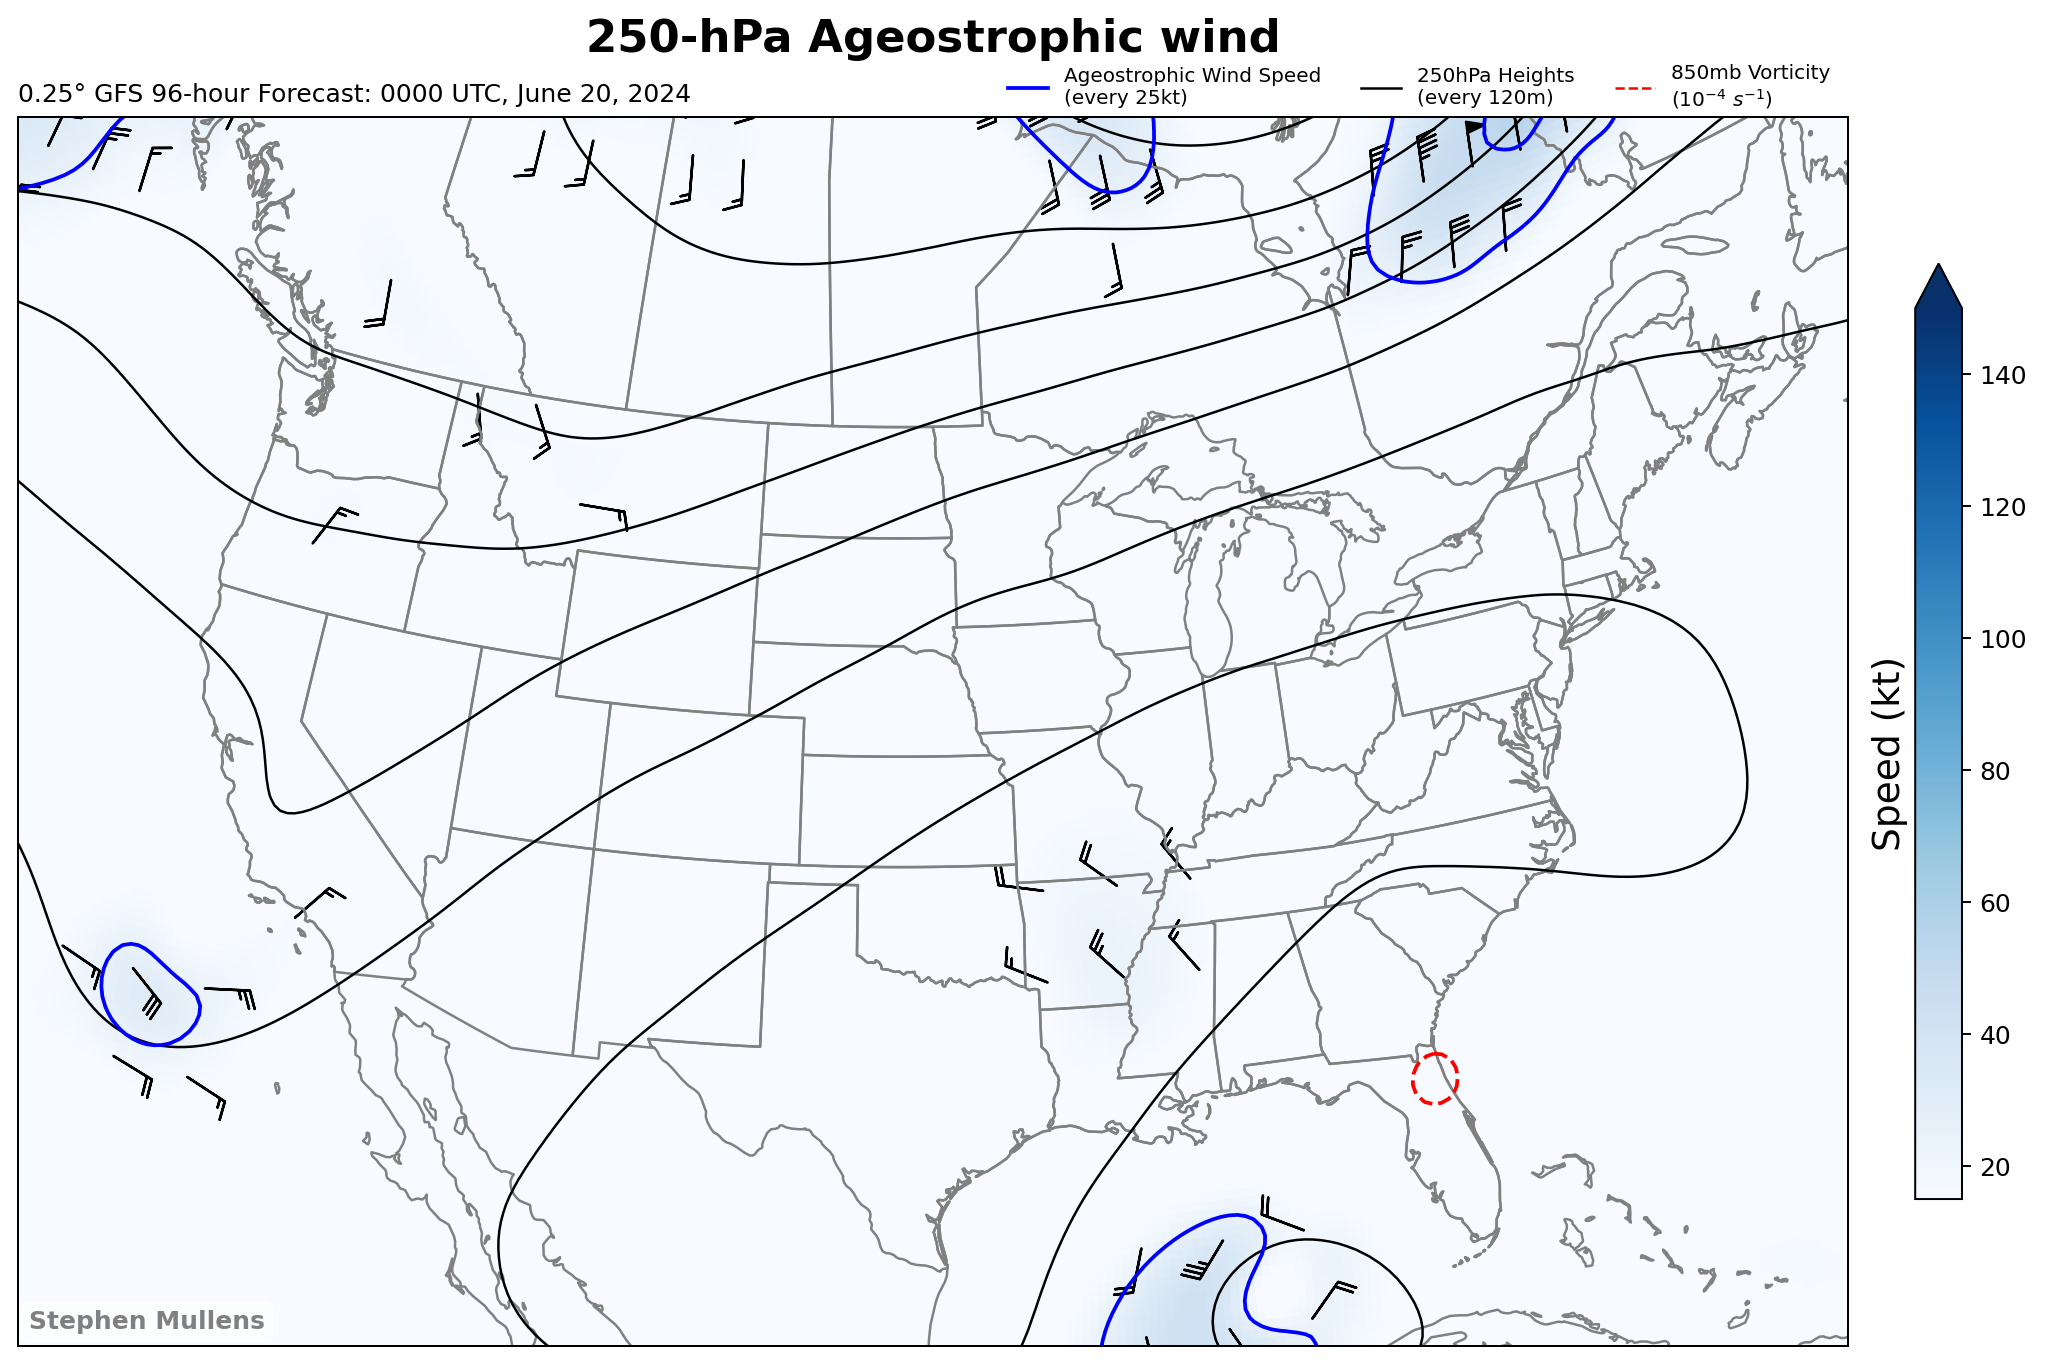 250-hPa Ageostrophic wind
0.25° GFS 96-hour Forecast: 0000 UTC, June 20, 2024
Ageostrophic Wind Speed
(every 25kt)
250hPa Heights
(every 120m)
850mb Vorticity
(10⁻⁴ s⁻¹)
140
120
100
80
60
40
20
Speed (kt)
Stephen Mullens